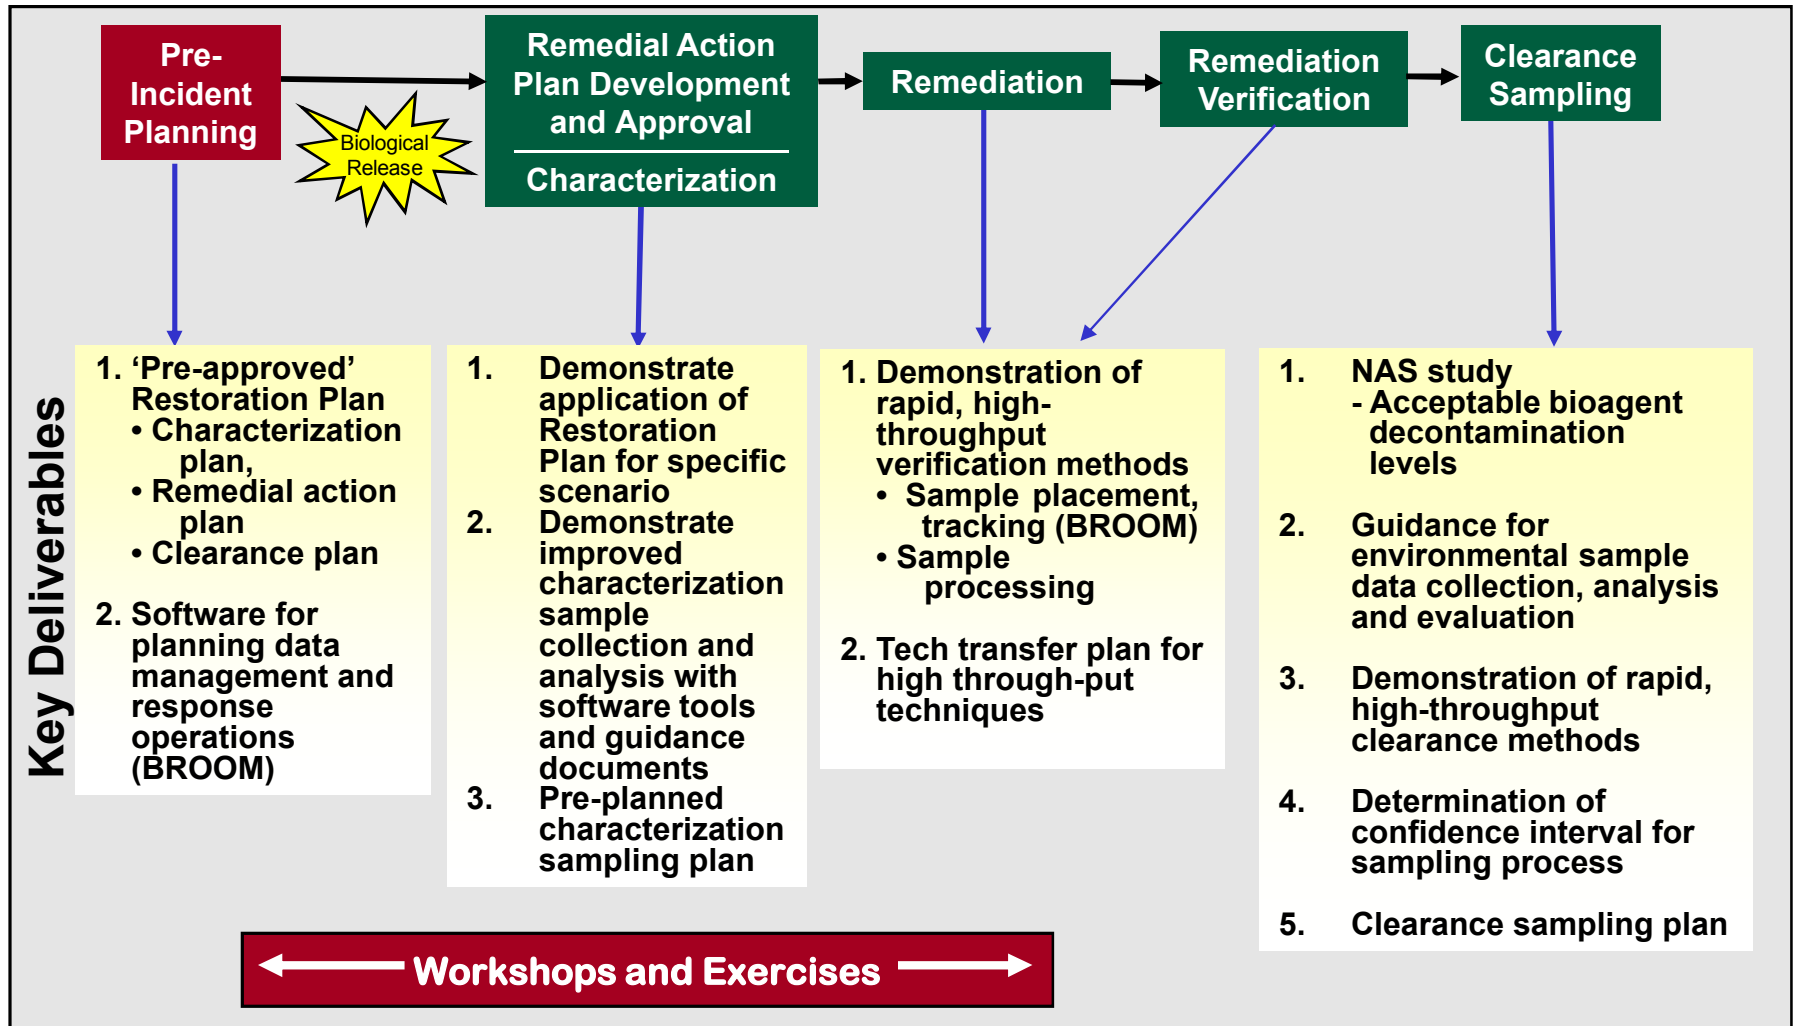 Pre-
Incident
Planning
Biological
Release
Remedial Action
Plan Development
and Approval
Characterization
Remediation
Remediation
Verification
Clearance
Sampling
Key Deliverables
1. ‘Pre-approved’
Restoration Plan
• Characterization
plan,
• Remedial action
plan
• Clearance plan
2. Software for
planning data
management and
response
operations
(BROOM)
1. Demonstrate
application of
Restoration
Plan for specific
scenario
2. Demonstrate
improved
characterization
sample
collection and
analysis with
software tools
and guidance
documents
3. Pre-planned
characterization
sampling plan
1. Demonstration of
rapid, high-
throughput
verification methods
• Sample placement,
tracking (BROOM)
• Sample
processing
2. Tech transfer plan for
high through-put
techniques
1. NAS study
- Acceptable bioagent
decontamination
levels
2. Guidance for
environmental sample
data collection, analysis
and evaluation
3. Demonstration of rapid,
high-throughput
clearance methods
4. Determination of
confidence interval for
sampling process
5. Clearance sampling plan
Workshops and Exercises